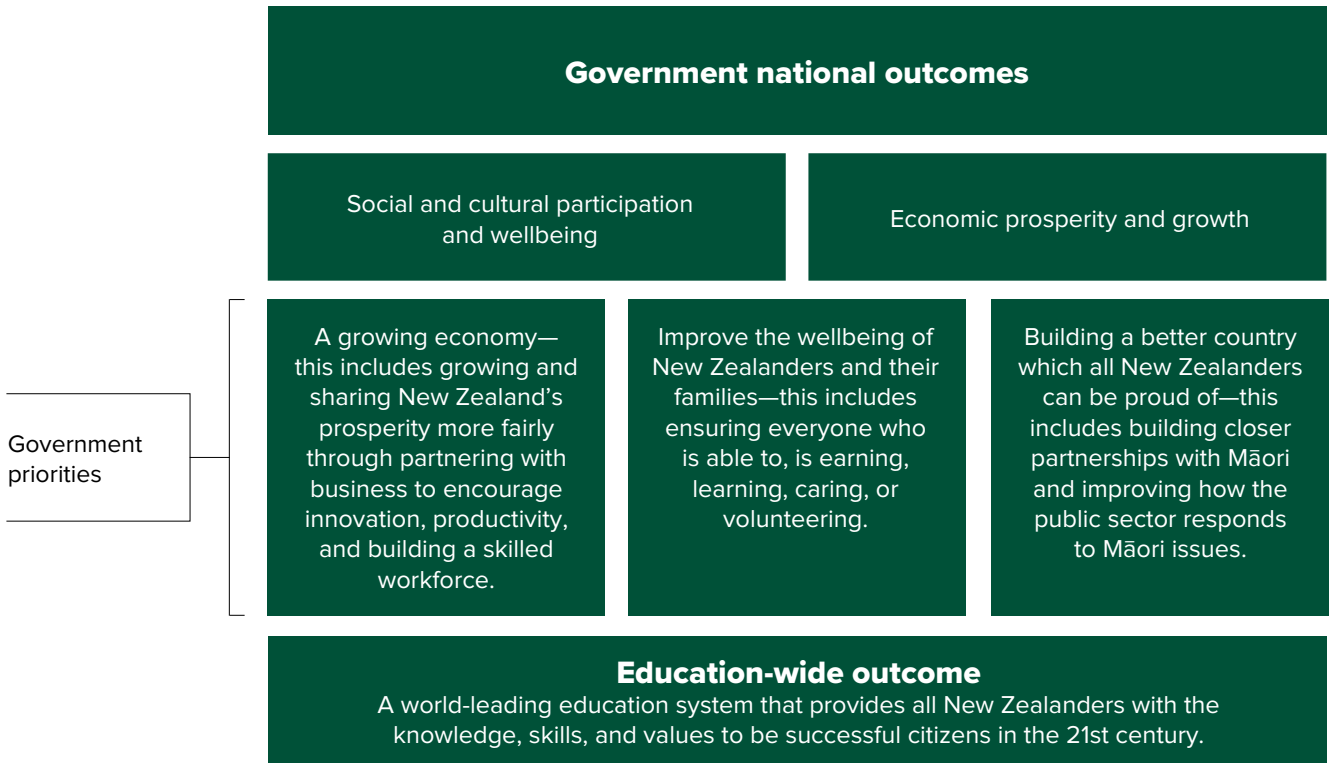 Government national outcomes
Social and cultural participation
and wellbeing
Economic prosperity and growth
Government
priorities
A growing economy—
this includes growing and
sharing New Zealand’s
prosperity more fairly
through partnering with
business to encourage
innovation, productivity,
and building a skilled
workforce.
Improve the wellbeing of
New Zealanders and their
families—this includes
ensuring everyone who
is able to, is earning,
learning, caring, or
volunteering.
Building a better country
which all New Zealanders
can be proud of—this
includes building closer
partnerships with Māori
and improving how the
public sector responds
to Māori issues.
Education-wide outcome
A world-leading education system that provides all New Zealanders with the
knowledge, skills, and values to be successful citizens in the 21st century.